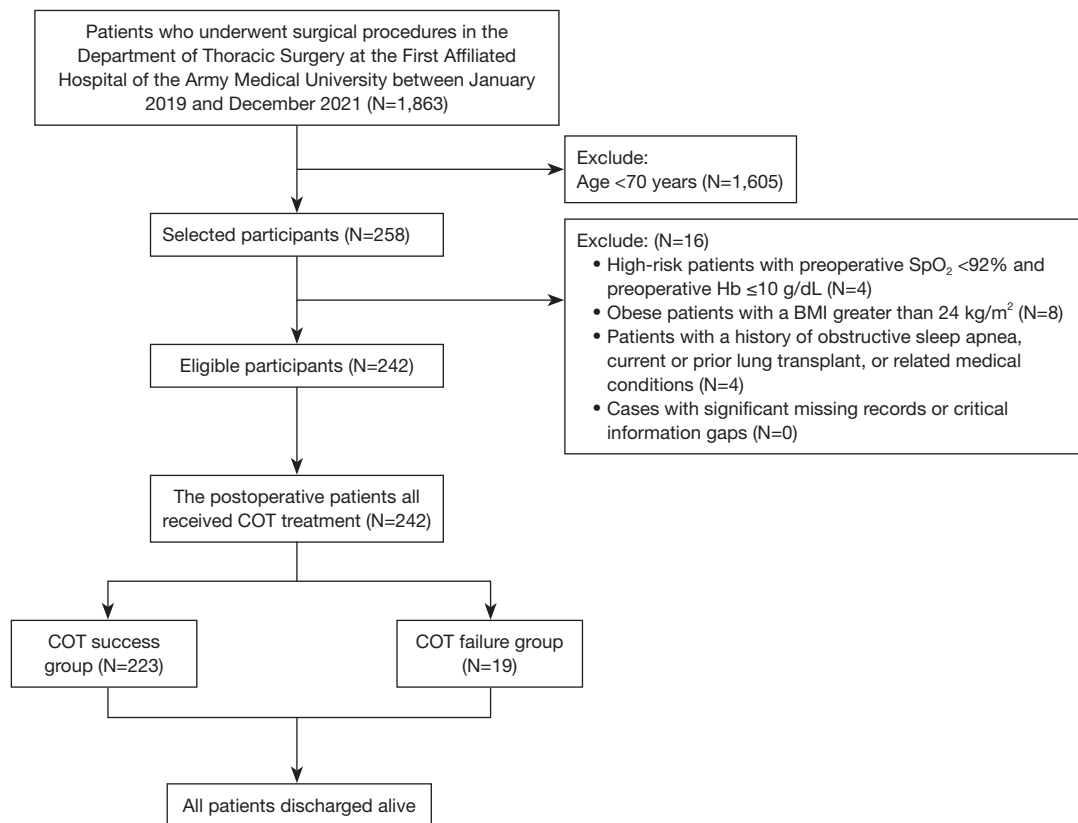 Patients who underwent surgical procedures in the
Department of Thoracic Surgery at the First Affiliated
Hospital of the Army Medical University between January
2019 and December 2021 (N=1,863)
Exclude:
Age <70 years (N=1,605)
Selected participants (N=258)
Exclude: (N=16)
• High-risk patients with preoperative SpO₂ <92% and
preoperative Hb ≤10 g/dL (N=4)
• Obese patients with a BMI greater than 24 kg/m² (N=8)
• Patients with a history of obstructive sleep apnea,
current or prior lung transplant, or related medical
conditions (N=4)
• Cases with significant missing records or critical
information gaps (N=0)
Eligible participants (N=242)
The postoperative patients all
received COT treatment (N=242)
COT success
group (N=223)
COT failure group
(N=19)
All patients discharged alive